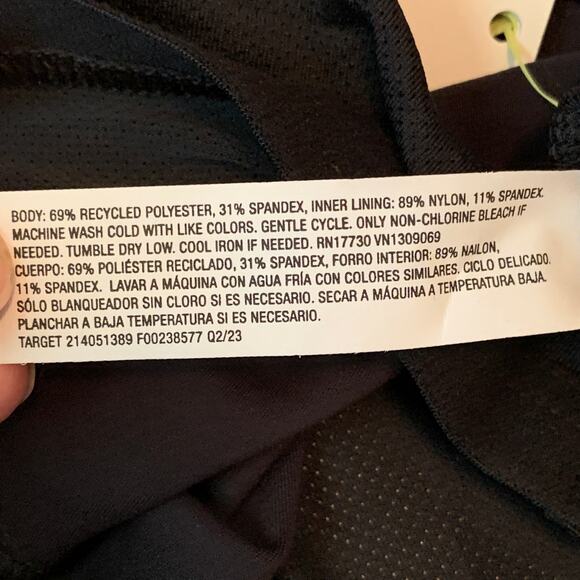 BODY: 69% RECYCLED POLYESTER, 31% SPANDEX, INNER LINING: 89% NYLON, 11% SPANDEX.
MACHINE WASH COLD WITH LIKE COLORS. GENTLE CYCLE. ONLY NON-CHLORINE BLEACH IF
NEEDED. TUMBLE DRY LOW. COOL IRON IF NEEDED. RN17730 VN1309069
CUERPO: 69% POLIÉSTER RECICLADO, 31% SPANDEX, FORRO INTERIOR: 89% NAILON,
11% SPANDEX. LAVAR A MÁQUINA CON AGUA FRÍA CON COLORES SIMILARES. CICLO DELICADO.
SÓLO BLANQUEADOR SIN CLORO SI ES NECESARIO. SECAR A MÁQUINA A TEMPERATURA BAJA.
PLANCHAR A BAJA TEMPERATURA SI ES NECESARIO.
TARGET 214051389 F00238577 Q2/23